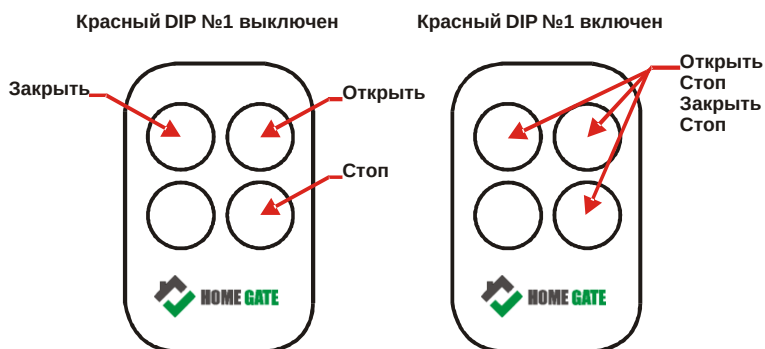 Красный DIP №1 выключен
Красный DIP №1 включен
Закрыть
Открыть
Стоп
HOME GATE
Открыть
Стоп
Закрыть
Стоп
HOME GATE